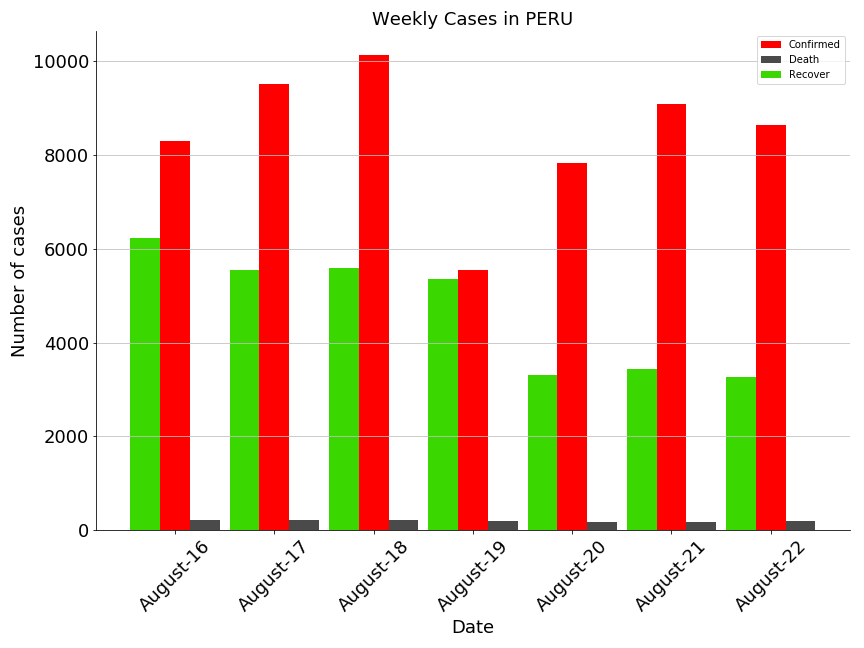 Weekly Cases in PERU
Confirmed
Death
Recover
Number of cases
10000
8000
6000
4000
2000
0
August-16
August-17
August-18
August-19
August-20
August-21
August-22
Date